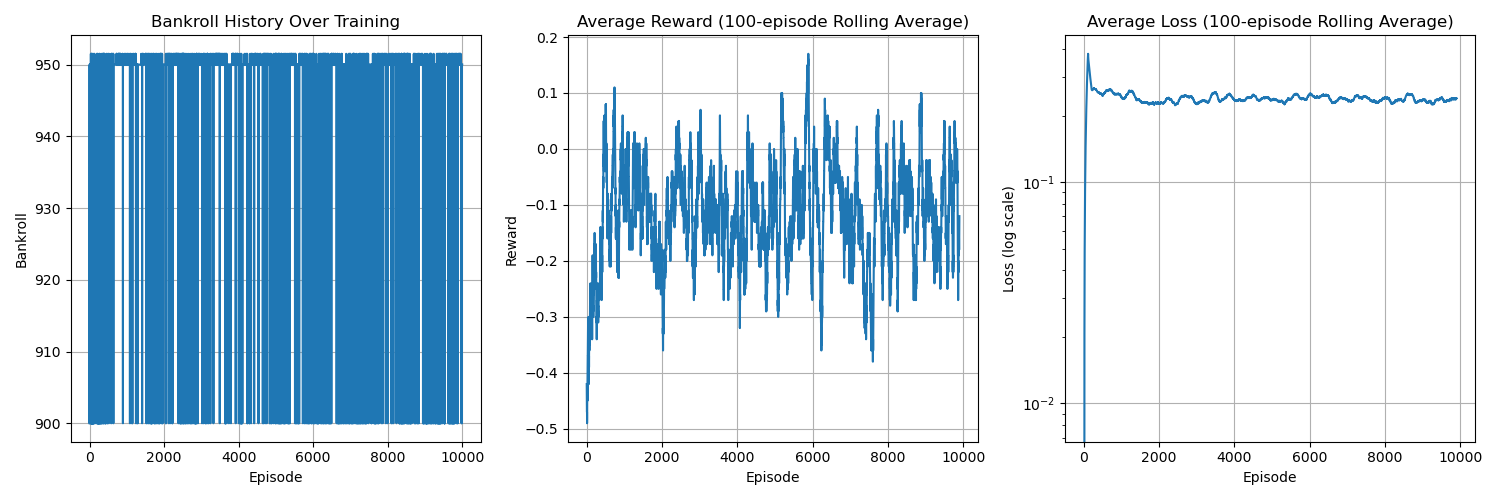 Bankroll History Over Training
Bankroll
950
940
930
920
910
900
0 2000 4000 6000 8000 10000
Episode
Average Reward (100-episode Rolling Average)
Reward
0.2
0.1
0.0
−0.1
−0.2
−0.3
−0.4
−0.5
0 2000 4000 6000 8000 10000
Episode
Average Loss (100-episode Rolling Average)
Loss (log scale)
10⁻¹
10⁻²
0 2000 4000 6000 8000 10000
Episode